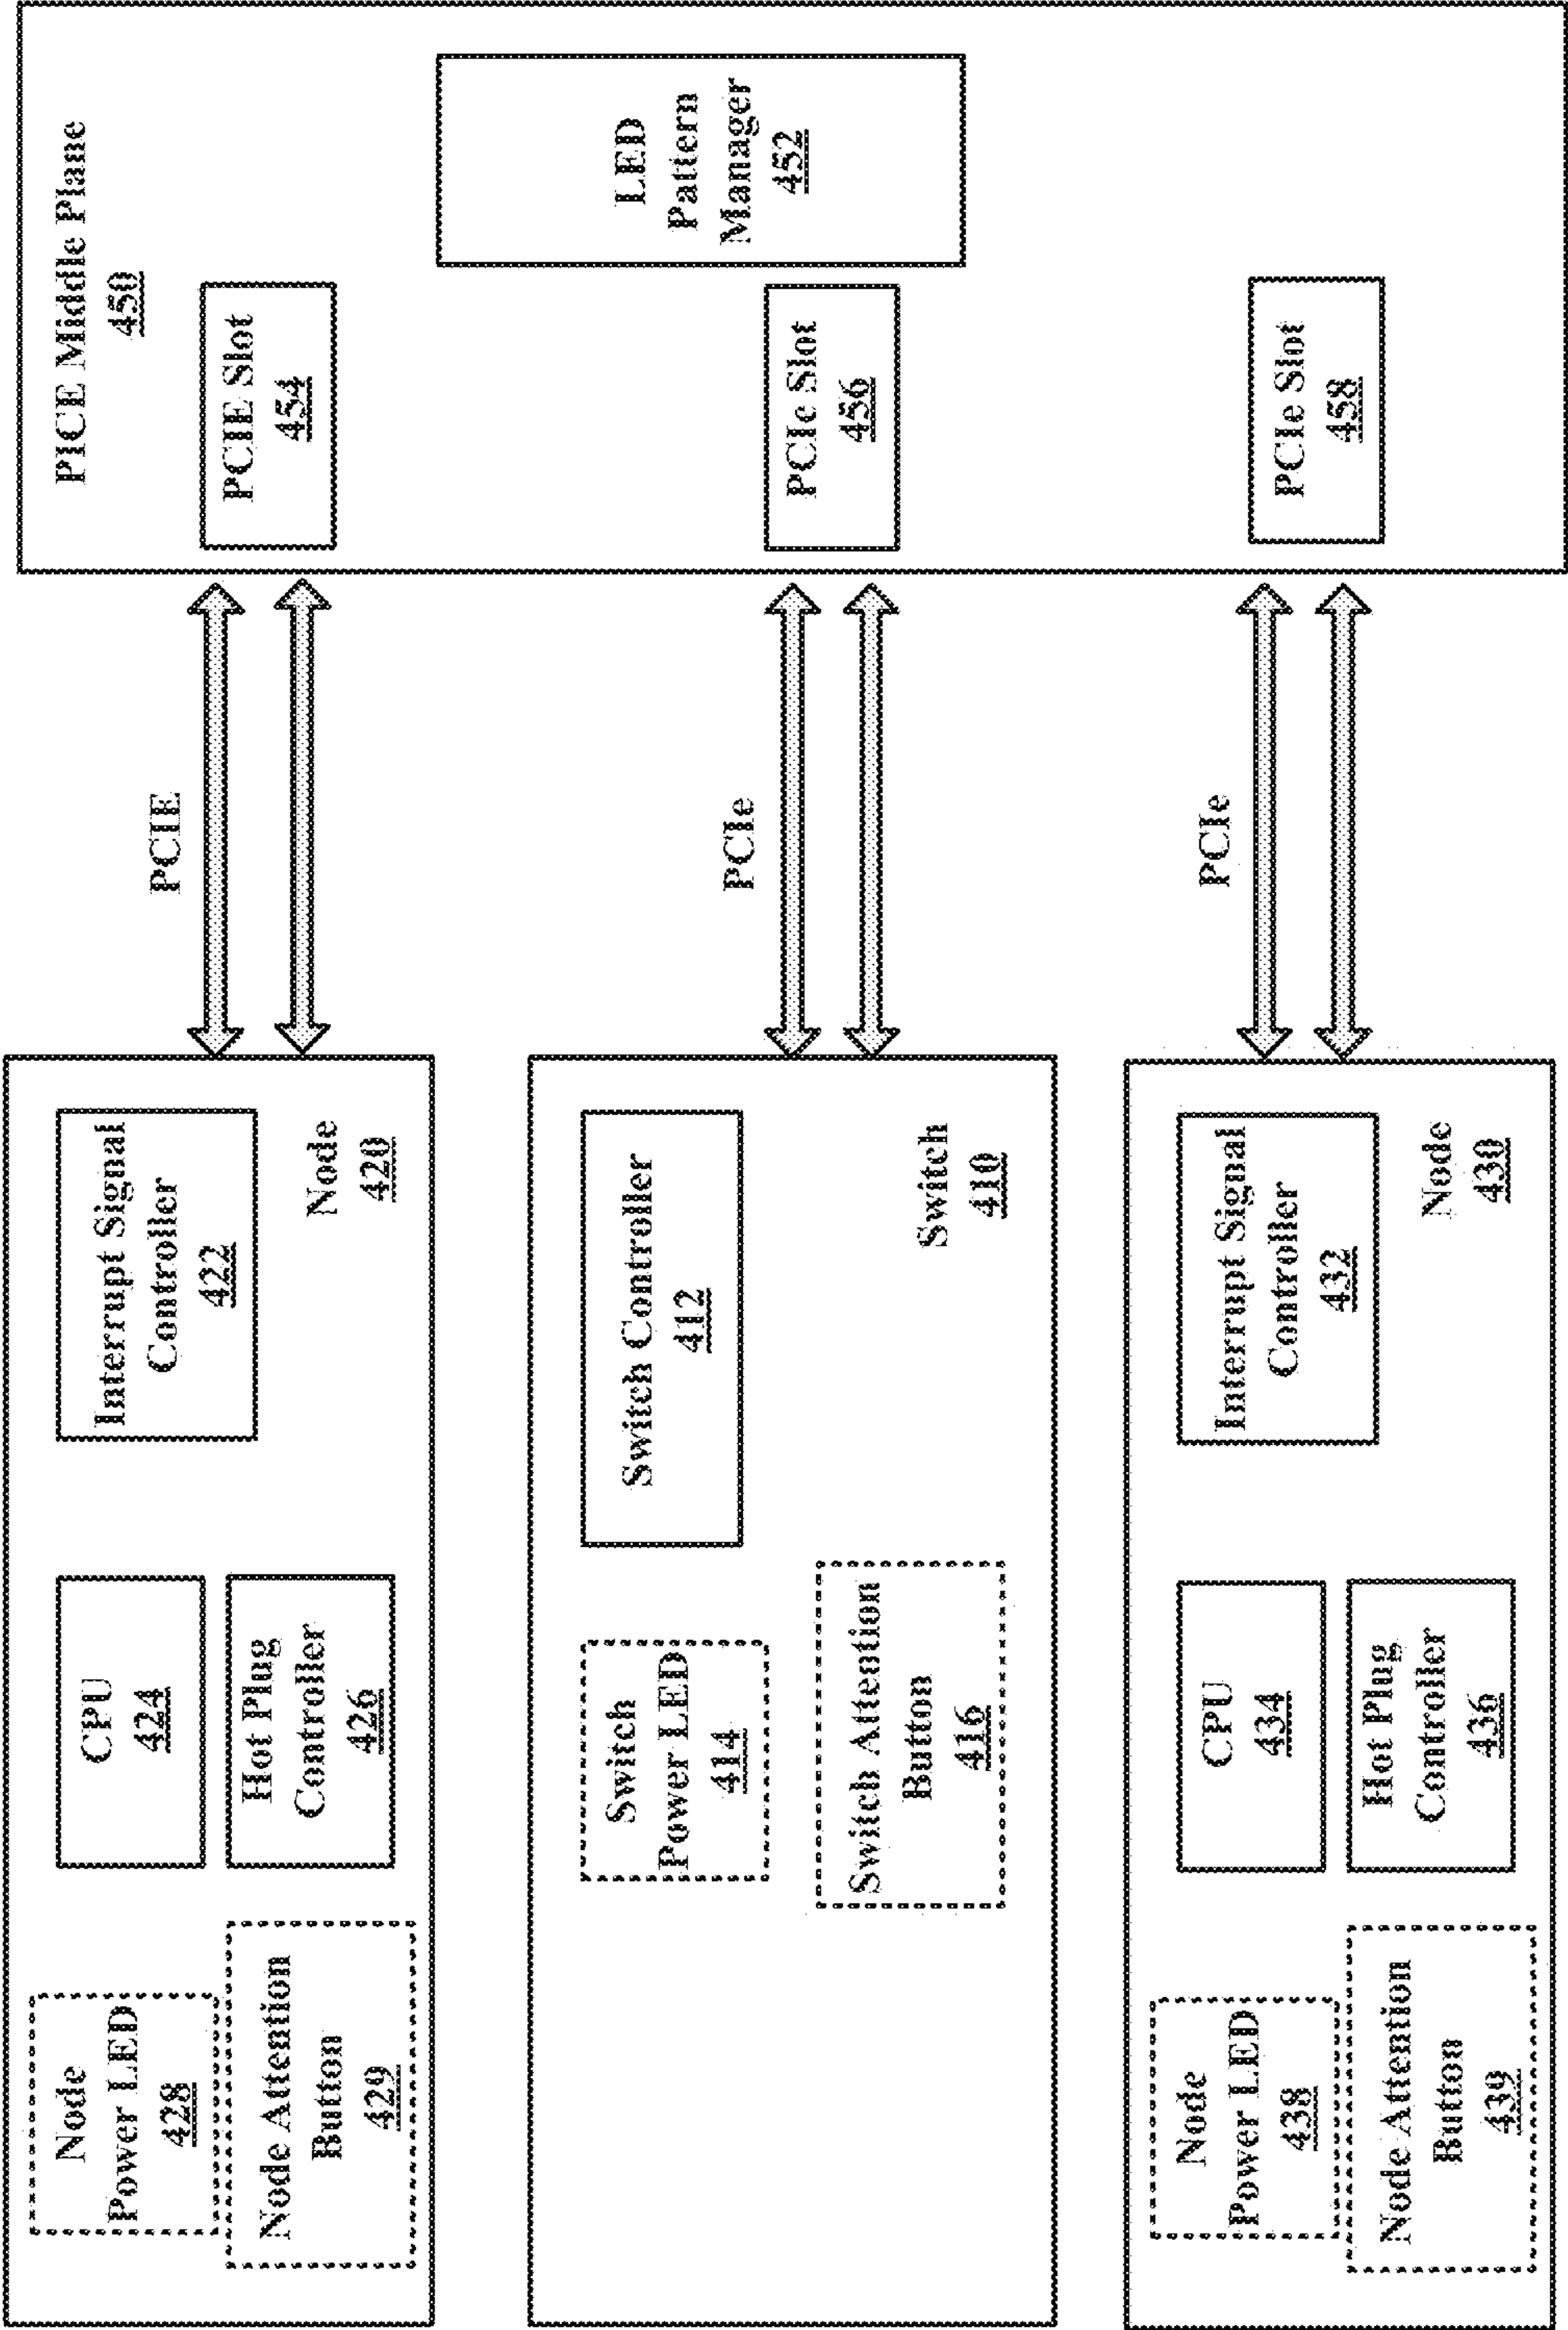 Node
Power LED
428
Node Attention
Button
429
CPU
424
Hot Plug
Controller
426
Interrupt Signal
Controller
422
Node
420
PCIE
PICE Middle Plane
450
PCIE Slot
454
Switch
Power LED
414
Switch Attention
Button
416
Switch Controller
412
Switch
410
PCIe
PCIe Slot
456
LED
Pattern
Manager
452
Node
Power LED
438
Node Attention
Button
439
CPU
434
Hot Plug
Controller
436
Interrupt Signal
Controller
432
Node
430
PCIe
PCIe Slot
458